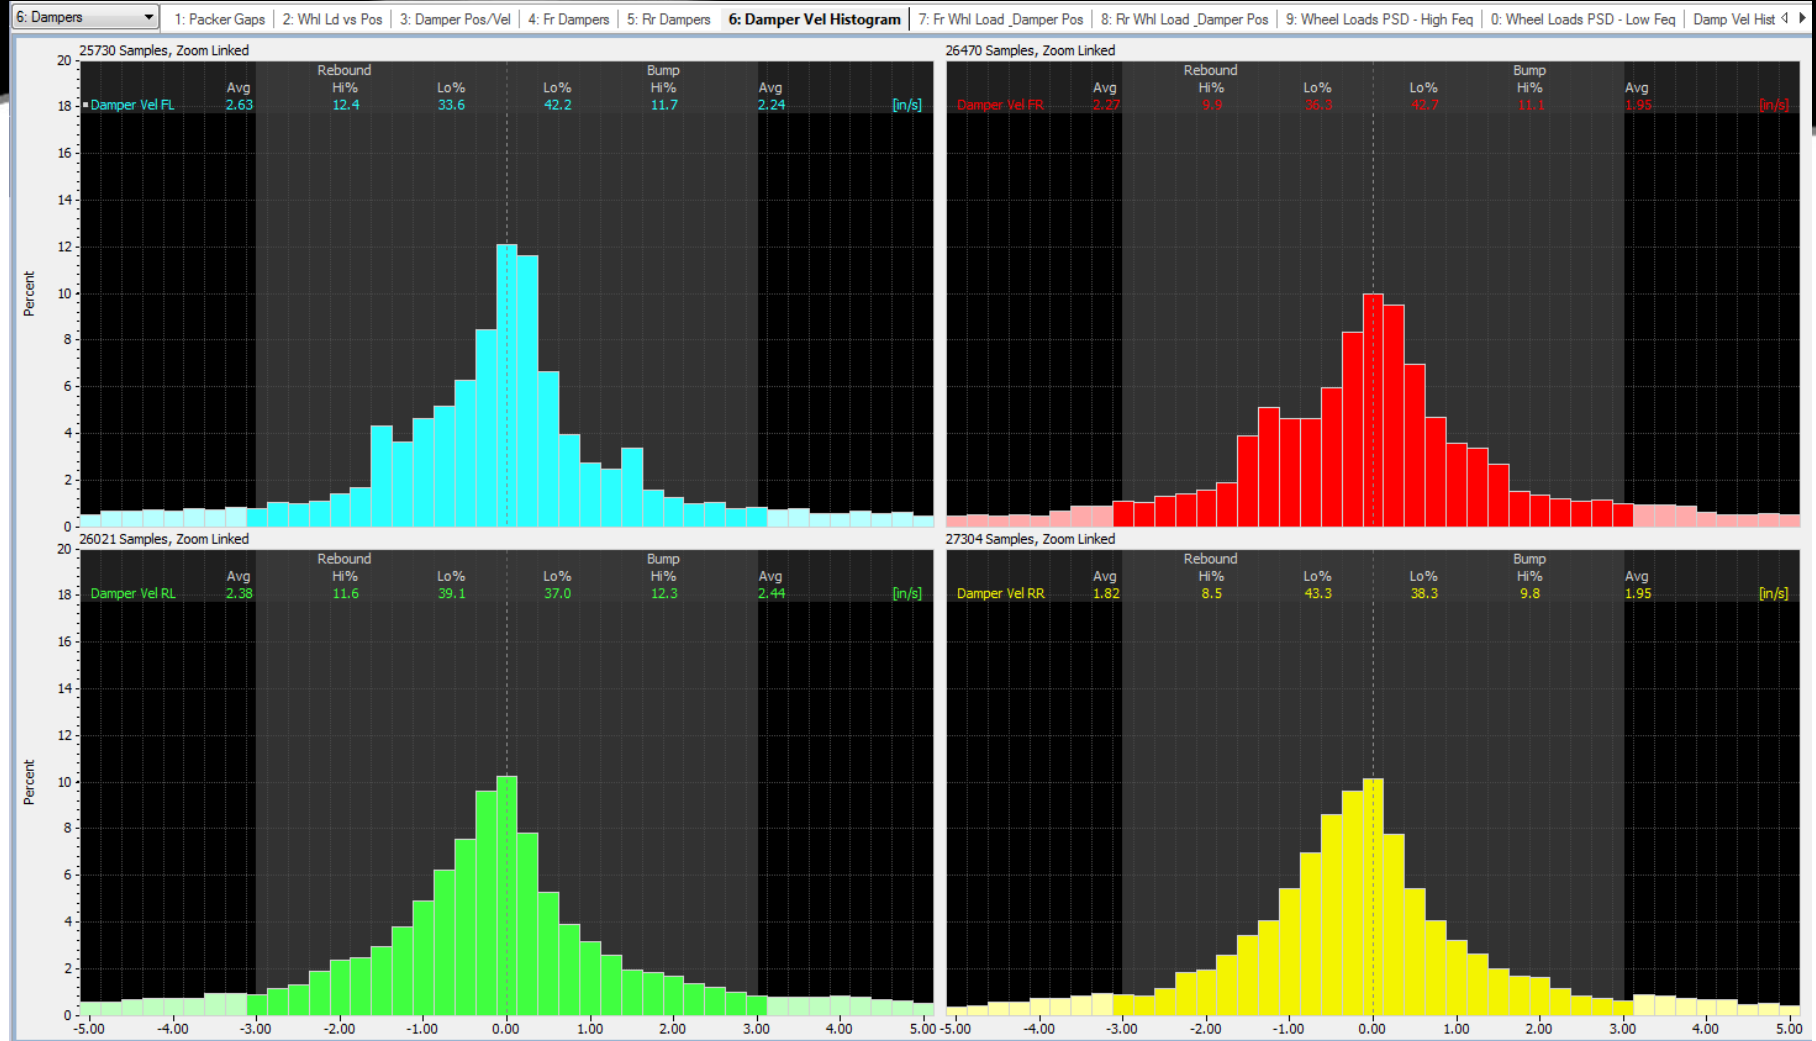 6: Dampers
1: Packer Gaps
2: Whl Ld vs Pos
3: Damper Pos/Vel
4: Fr Dampers
5: Rr Dampers
6: Damper Vel Histogram
7: Fr Whl Load _Damper Pos
8: Rr Whl Load _Damper Pos
9: Wheel Loads PSD - High Feq
0: Wheel Loads PSD - Low Feq
Damp Vel Hist
25730 Samples, Zoom Linked
Rebound Bump
Avg Hi% Lo% Lo% Hi% Avg
Damper Vel FL 2.63 12.4 33.6 42.2 11.7 2.24 [in/s]
20
18
16
14
12
10
8
6
4
2
0
Percent
26470 Samples, Zoom Linked
Rebound Bump
Avg Hi% Lo% Lo% Hi% Avg
Damper Vel FR 2.27 9.9 36.3 42.7 11.1 1.95 [in/s]
26021 Samples, Zoom Linked
Rebound Bump
Avg Hi% Lo% Lo% Hi% Avg
Damper Vel RL 2.38 11.6 39.1 37.0 12.3 2.44 [in/s]
20
18
16
14
12
10
8
6
4
2
0
Percent
-5.00 -4.00 -3.00 -2.00 -1.00 0.00 1.00 2.00 3.00 4.00 5.00
27304 Samples, Zoom Linked
Rebound Bump
Avg Hi% Lo% Lo% Hi% Avg
Damper Vel RR 1.82 8.5 43.3 38.3 9.8 1.95 [in/s]
-5.00 -4.00 -3.00 -2.00 -1.00 0.00 1.00 2.00 3.00 4.00 5.00